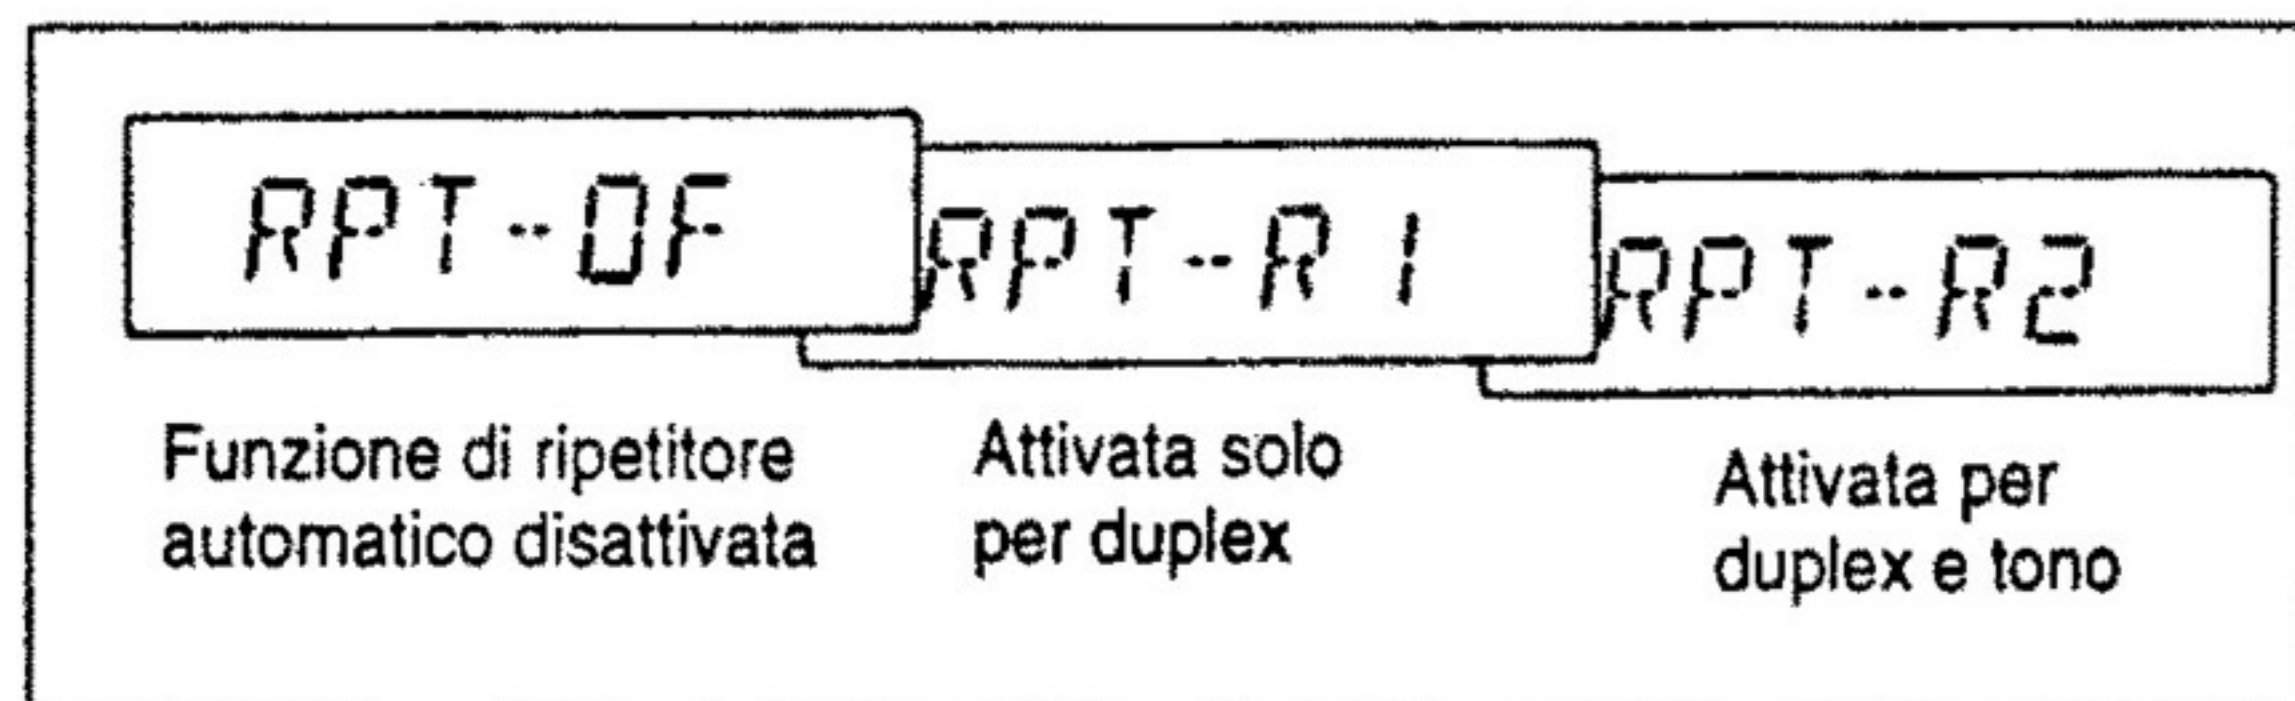 RPT-OF
RPT-R1
RPT-R2
Funzione di ripetitore
automatico disattivata
Attivata solo
per duplex
Attivata per
duplex e tono